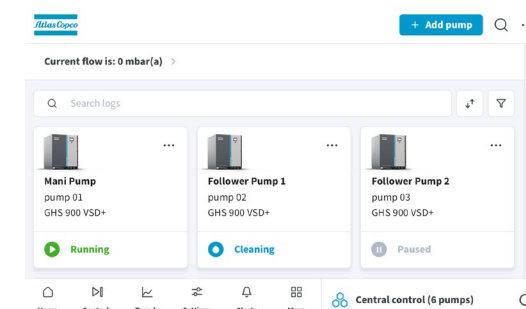 Atlas Copco
+ Add pump
Current flow is: 0 mbar(a) >
Search logs
Mani Pump
pump 01
GHS 900 VSD+
Running
Follower Pump 1
pump 02
GHS 900 VSD+
Cleaning
Follower Pump 2
pump 03
GHS 900 VSD+
Paused
Central control (6 pumps)